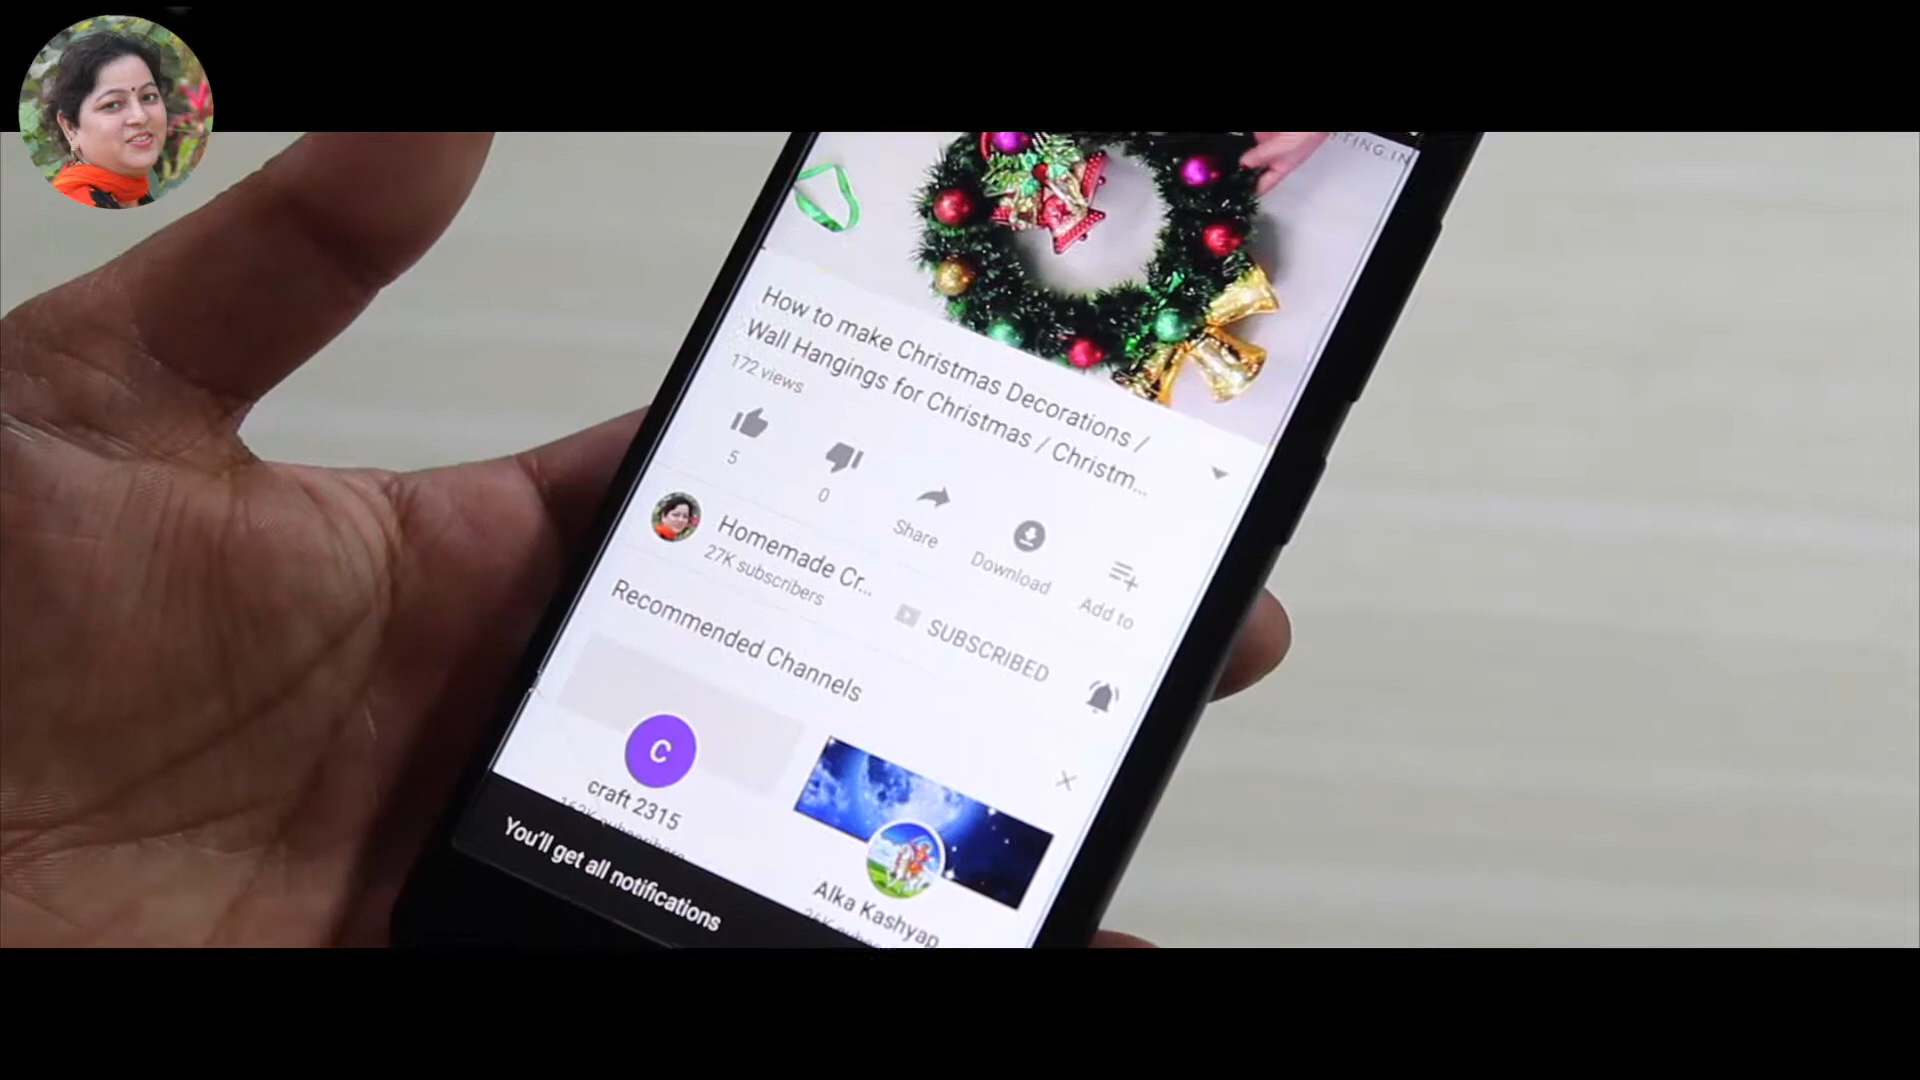 How to make Christmas Decorations /
Wall Hangings for Christmas / Christm...
172 views
5
0
Share
Download
Add to
Homemade Cr...
27K subscribers
SUBSCRIBED
Recommended Channels
C
craft 2315
Alka Kashyap
You'll get all notifications